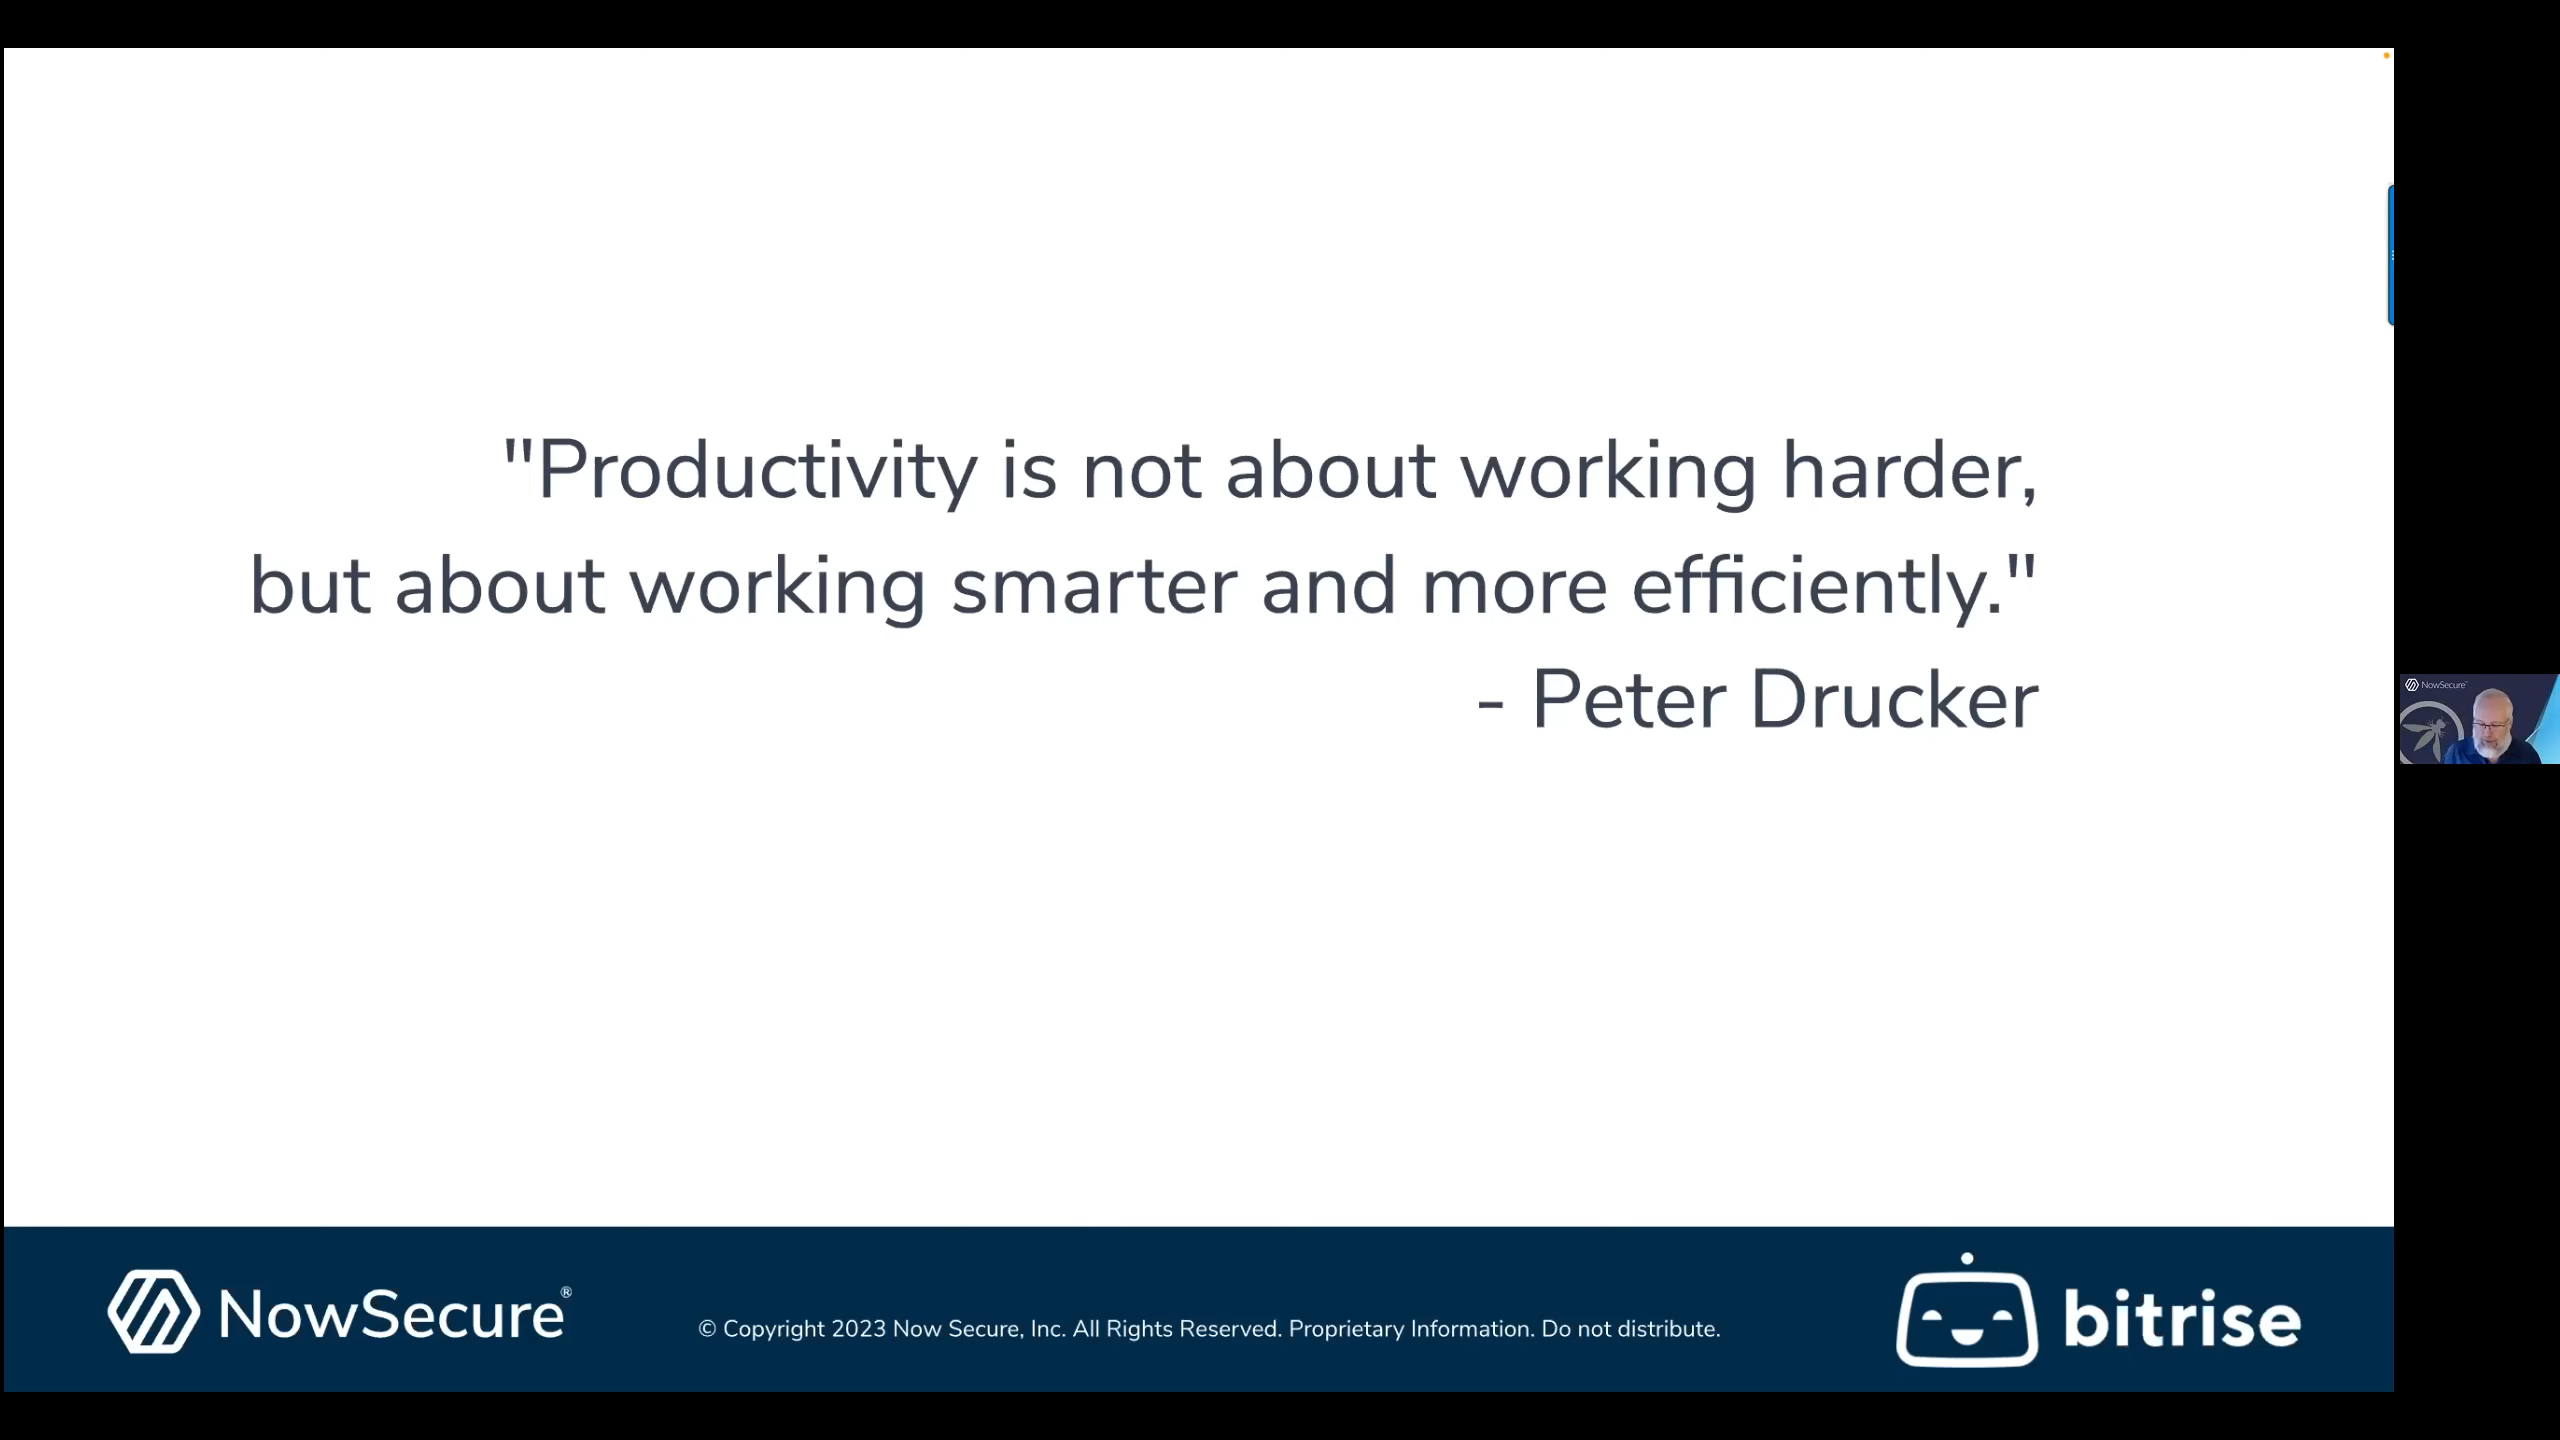 "Productivity is not about working harder,
but about working smarter and more efficiently."
- Peter Drucker
NowSecure
NowSecure®
© Copyright 2023 Now Secure, Inc. All Rights Reserved. Proprietary Information. Do not distribute.
bitrise